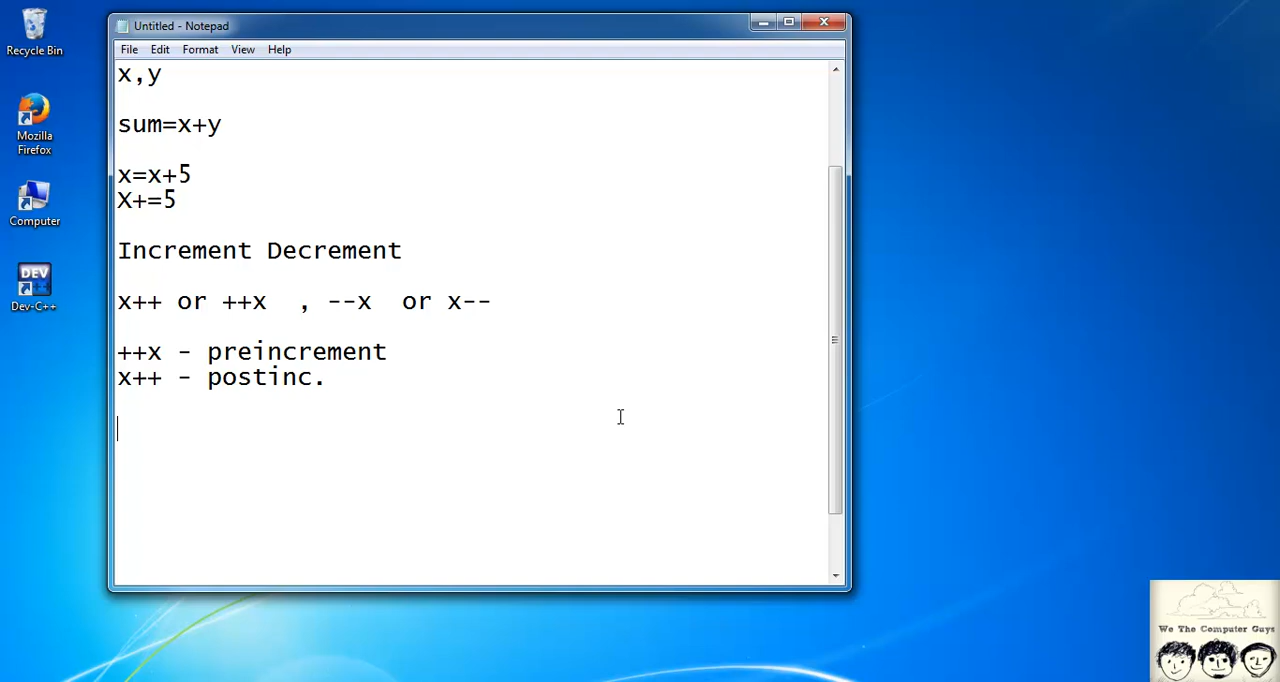 Recycle Bin
Mozilla
Firefox
Computer
DEV
Dev-C++
Untitled - Notepad
File Edit Format View Help
x,y
sum=x+y
x=x+5
X+=5
Increment Decrement
x++ or ++x  , --x  or x--
++x - preincrement
x++ - postinc.
We The Computer Guys